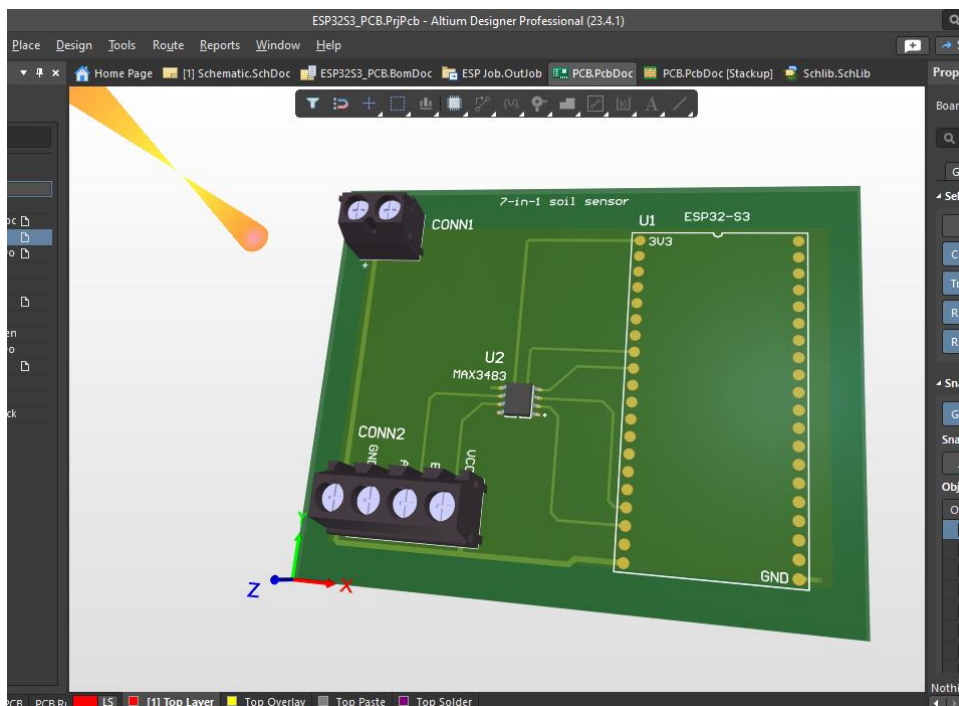 ESP32S3_PCB.PrjPcb - Altium Designer Professional (23.4.1)
Place Design Tools Route Reports Window Help
Home Page [1] Schematic.SchDoc ESP32S3_PCB.BomDoc ESP Job.OutJob PCB.PcbDoc PCB.PcbDoc [Stackup] Schlib.SchLib
7-in-1 soil sensor
CONN1
U1 ESP32-S3
3V3
+
U2
MAX3483
CONN2
GND A VCC
Y
Z X
GND
PCB
LS [1] Top Layer Top Overlay Top Paste Top Solder